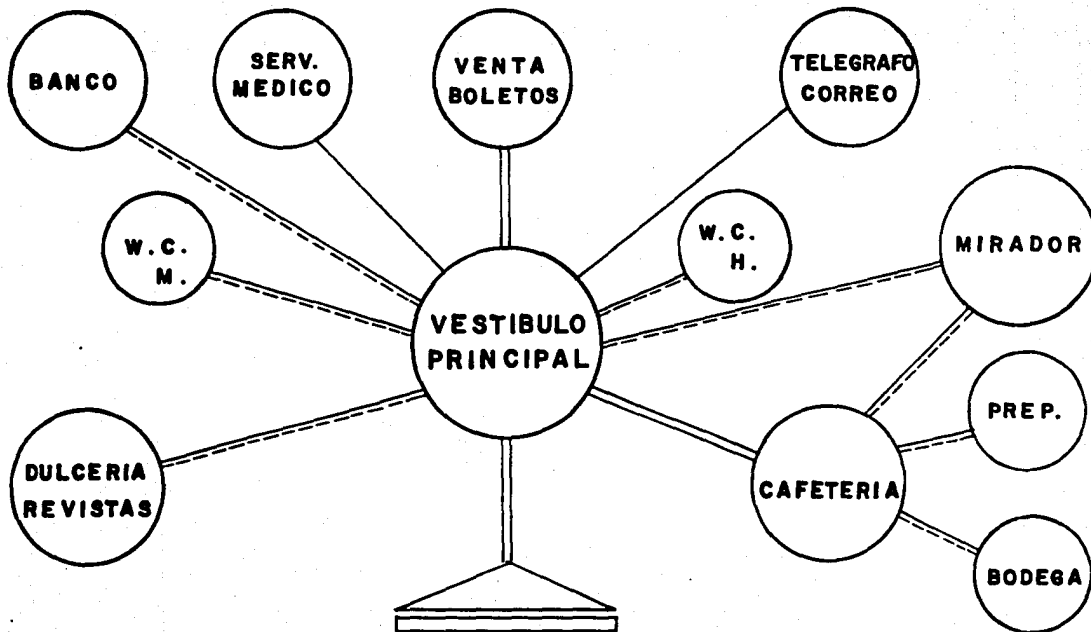 BANCO
SERV.
MEDICO
VENTA
BOLETOS
TELEGRAFO
CORREO
W.C.
M.
W.C.
H.
MIRADOR
VESTIBULO
PRINCIPAL
PREP.
DULCERIA
REVISTAS
CAFETERIA
BODEGA